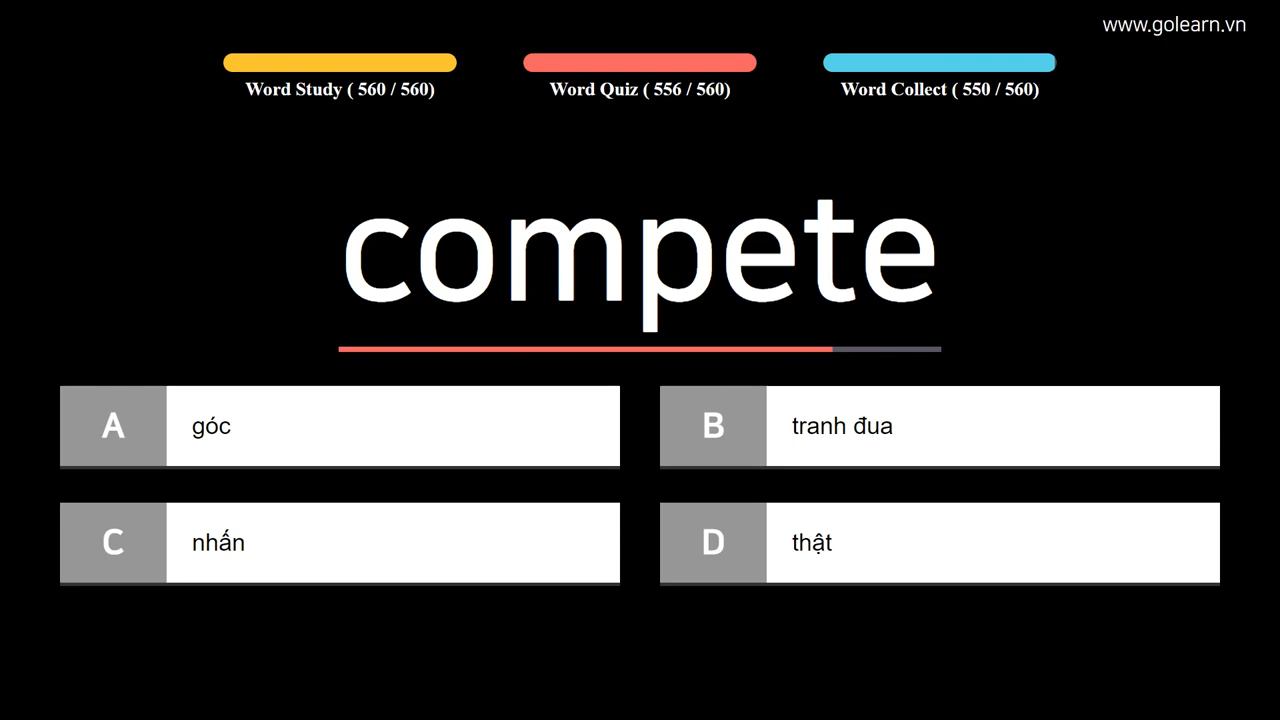 www.golearn.vn
Word Study ( 560 / 560)
Word Quiz ( 556 / 560)
Word Collect ( 550 / 560)
compete
A góc
B tranh đua
C nhấn
D thật